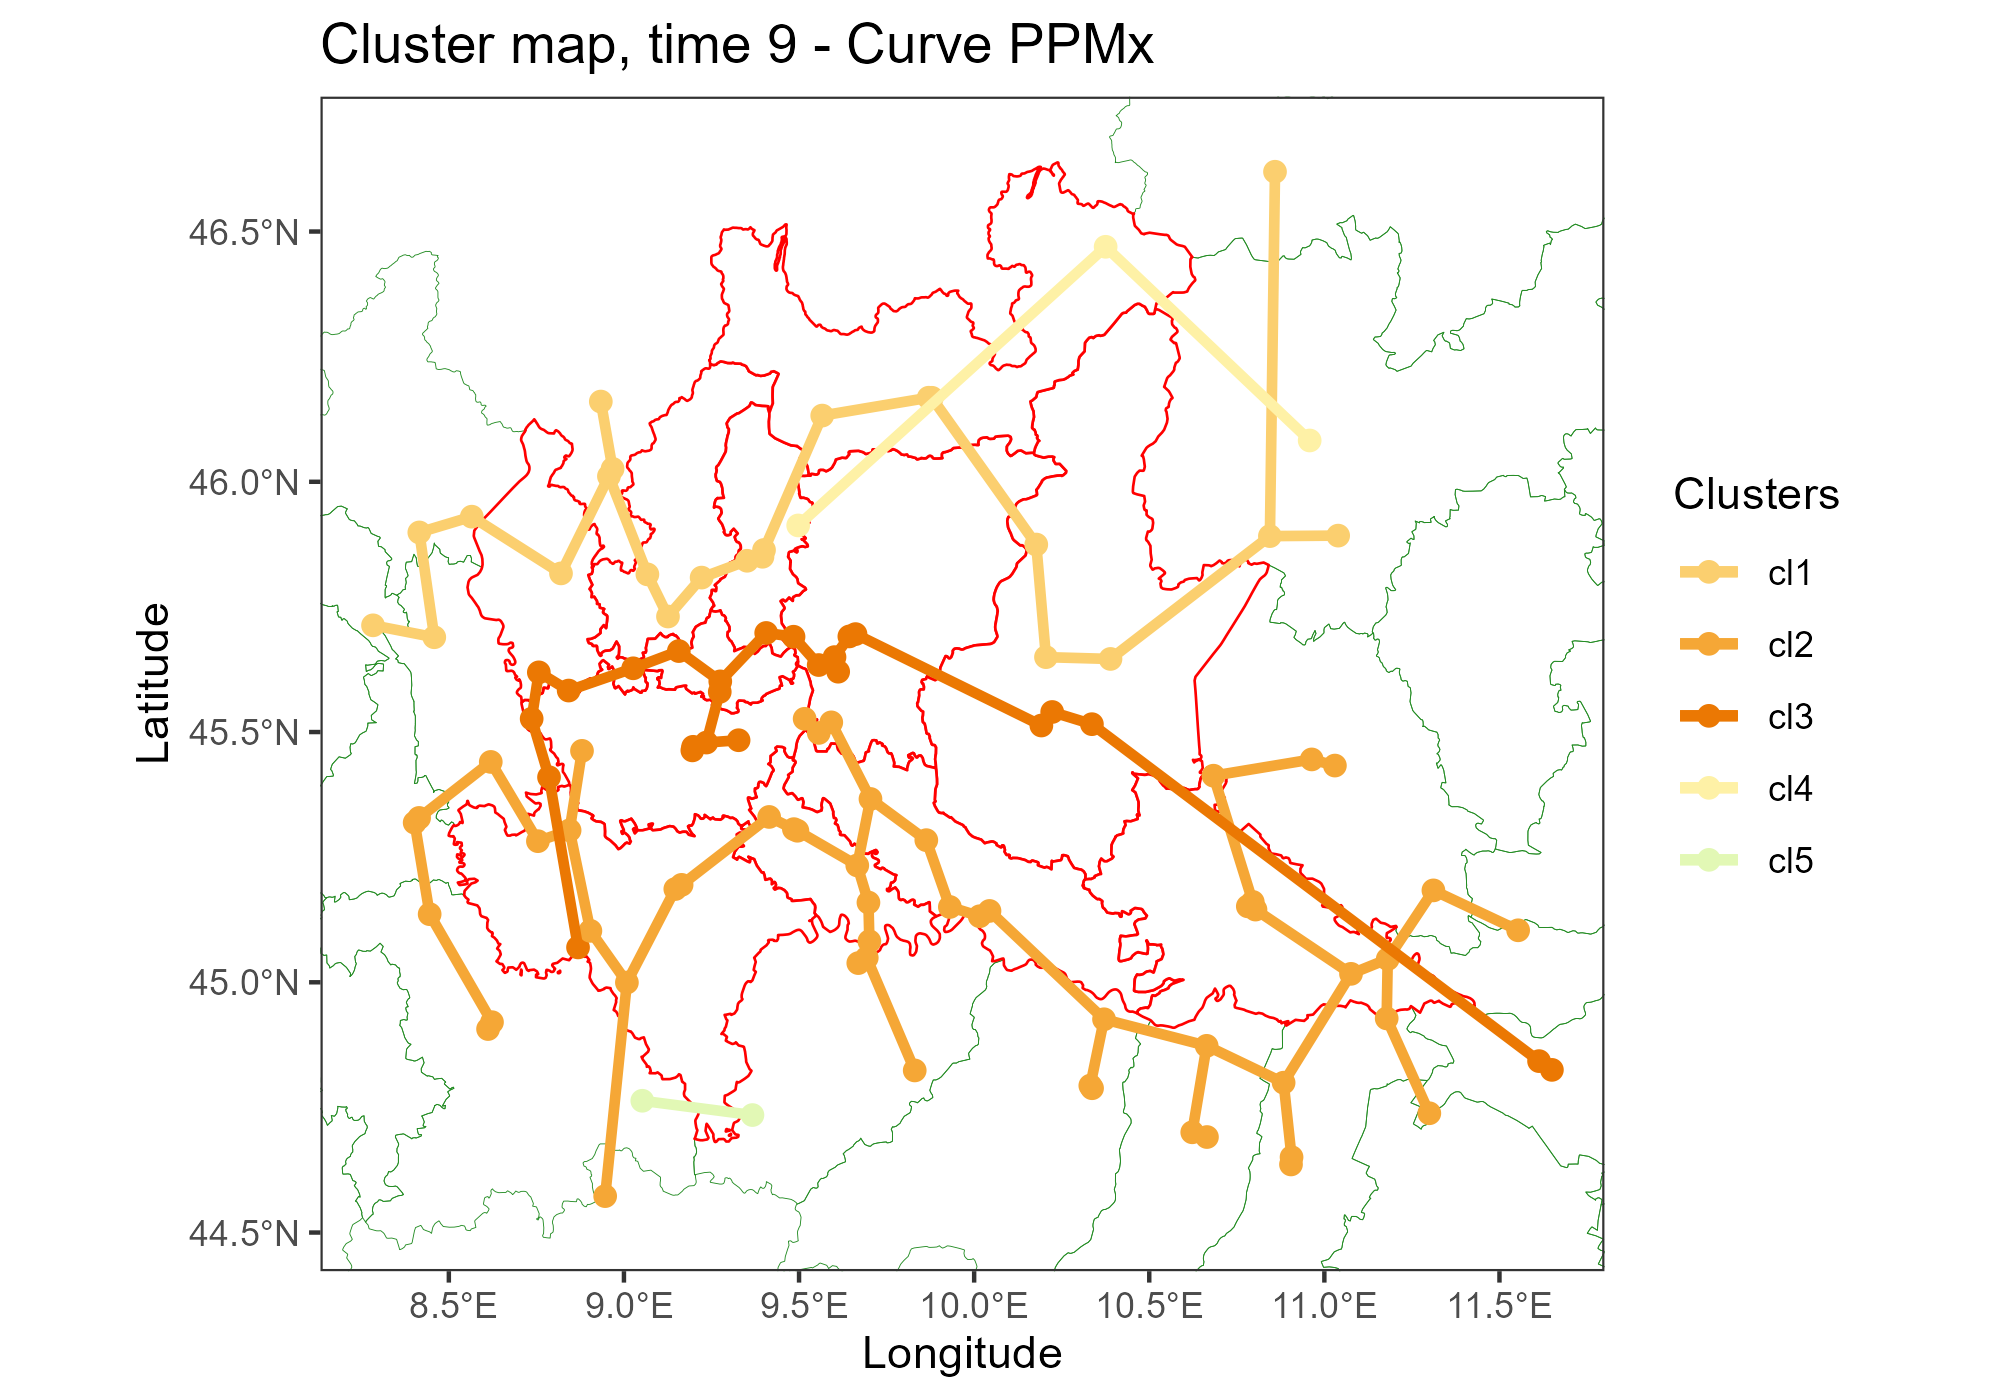 Cluster map, time 9 - Curve PPMx
46.5°N
46.0°N
45.5°N
45.0°N
44.5°N
Latitude
8.5°E
9.0°E
9.5°E
10.0°E
10.5°E
11.0°E
11.5°E
Longitude
Clusters
cl1
cl2
cl3
cl4
cl5